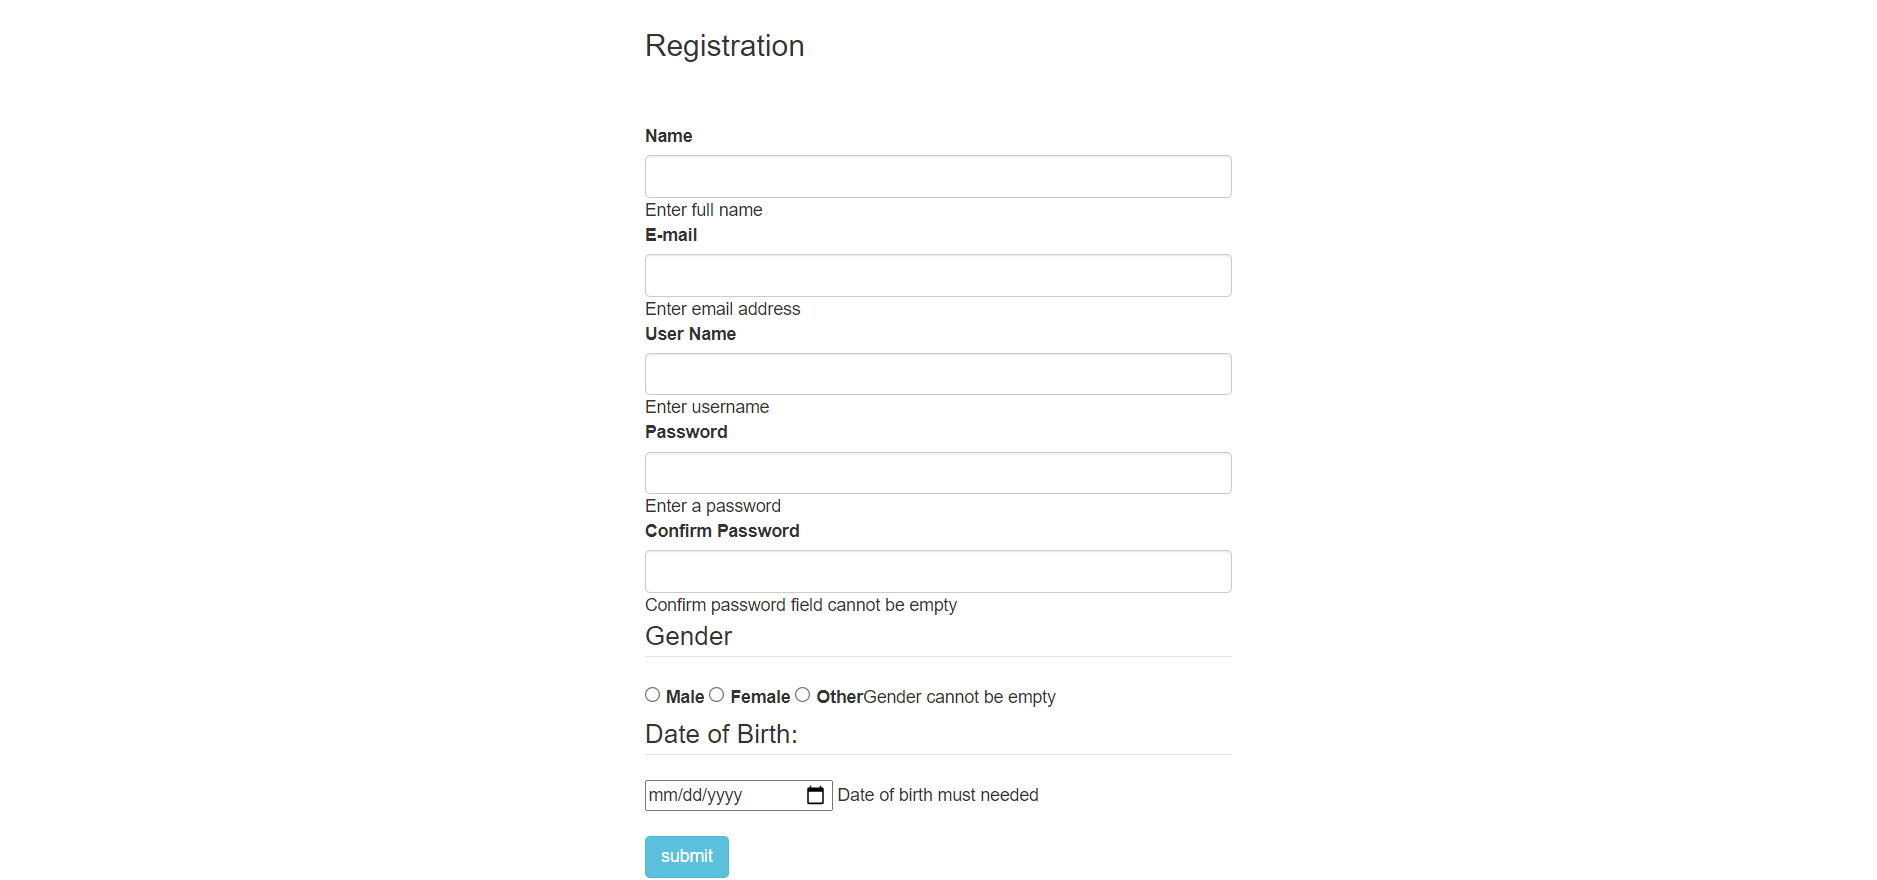 Registration
Name
Enter full name
E-mail
Enter email address
User Name
Enter username
Password
Enter a password
Confirm Password
Confirm password field cannot be empty
Gender
Male Female OtherGender cannot be empty
Date of Birth:
mm/dd/yyyy Date of birth must needed
submit